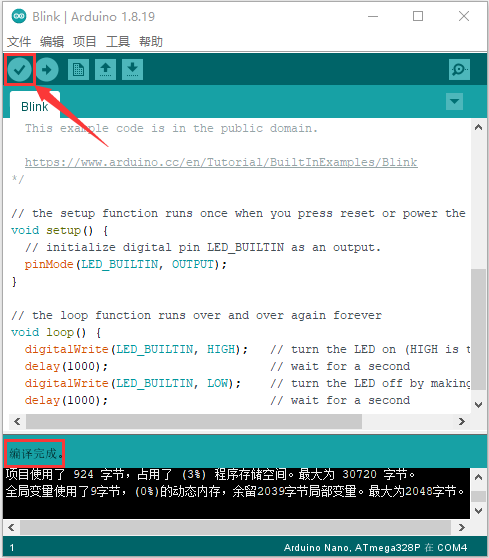 Blink | Arduino 1.8.19
文件 编辑 项目 工具 帮助
Blink
This example code is in the public domain.
https://www.arduino.cc/en/Tutorial/BuiltInExamples/Blink
*/
// the setup function runs once when you press reset or power the
void setup() {
// initialize digital pin LED_BUILTIN as an output.
pinMode(LED_BUILTIN, OUTPUT);
}
// the loop function runs over and over again forever
void loop() {
digitalWrite(LED_BUILTIN, HIGH); // turn the LED on (HIGH is t
delay(1000); // wait for a second
digitalWrite(LED_BUILTIN, LOW); // turn the LED off by making
delay(1000); // wait for a second
编译完成。
项目使用了 924 字节，占用了 (3%) 程序存储空间。最大为 30720 字节。
全局变量使用了9字节，(0%)的动态内存，余留2039字节局部变量。最大为2048字节。
1 Arduino Nano, ATmega328P 在 COM4